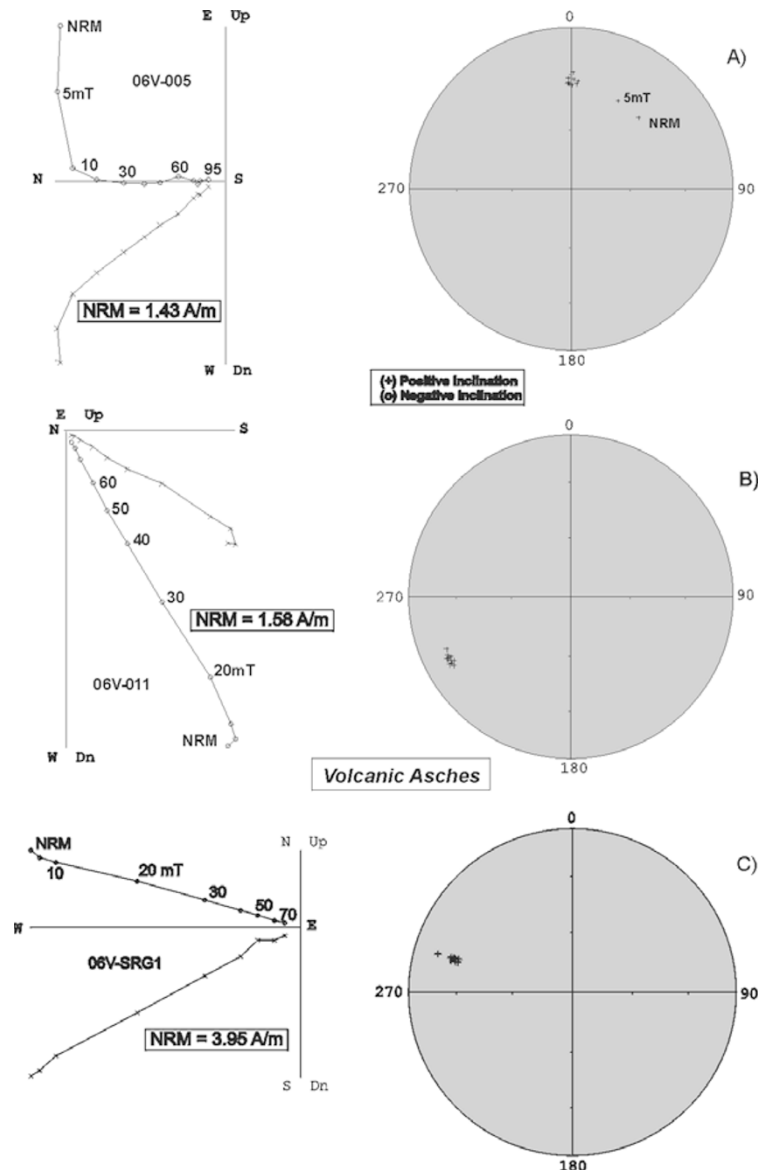 E Up
NRM
06V-005
5mT
10 30 60 95
N S
NRM = 1.43 A/m
W Dn
0
A)
5mT
NRM
270 90
180
(+) Positive Inclination
(o) Negative Inclination
E Up
N S
60
50
40
30
NRM = 1.58 A/m
20mT
06V-011
NRM
W Dn
0
B)
270 90
180
Volcanic Asches
NRM
10
20 mT
30
50 70
N Up
W E
06V-SRG1
NRM = 3.95 A/m
S Dn
0
C)
270 90
180